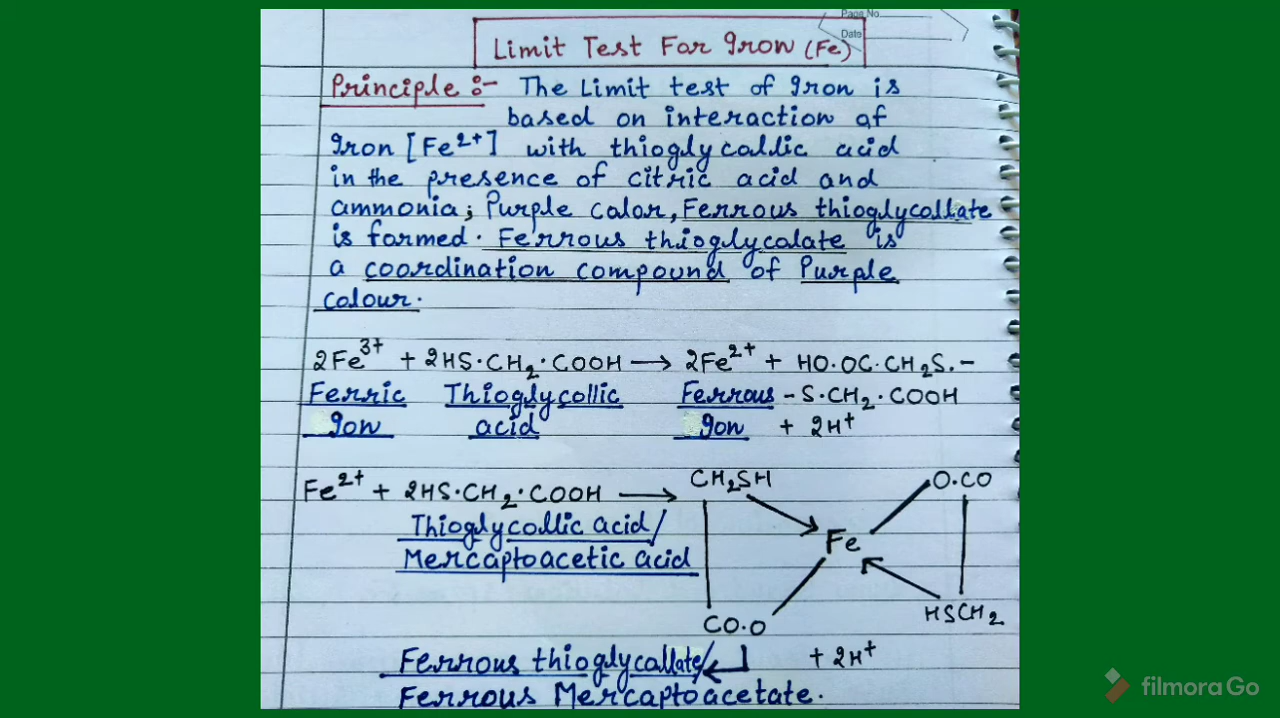 Page No.
Date
Limit Test For Iron (Fe)
Principle :- The Limit test of Iron is
based on interaction of
Iron [Fe2+] with thioglycollic acid
in the presence of citric acid and
ammonia; Purple color, Ferrous thioglycollate
is formed. Ferrous thioglycolate is
a coordination compound of Purple
colour.
2Fe3+ + 2HS·CH2·COOH → 2Fe2+ + HO·OC·CH2S.-
Ferric Thioglycollic Ferrous -S·CH2·COOH
Ion acid Ion + 2H+
Fe2+ + 2HS·CH2·COOH → CH2SH O·CO
Thioglycollic acid/
Fe
Mercaptoacetic acid
HSCH2
CO·O
Ferrous thioglycollate/ + 2H+
Ferrous Mercaptoacetate.
filmoraGo